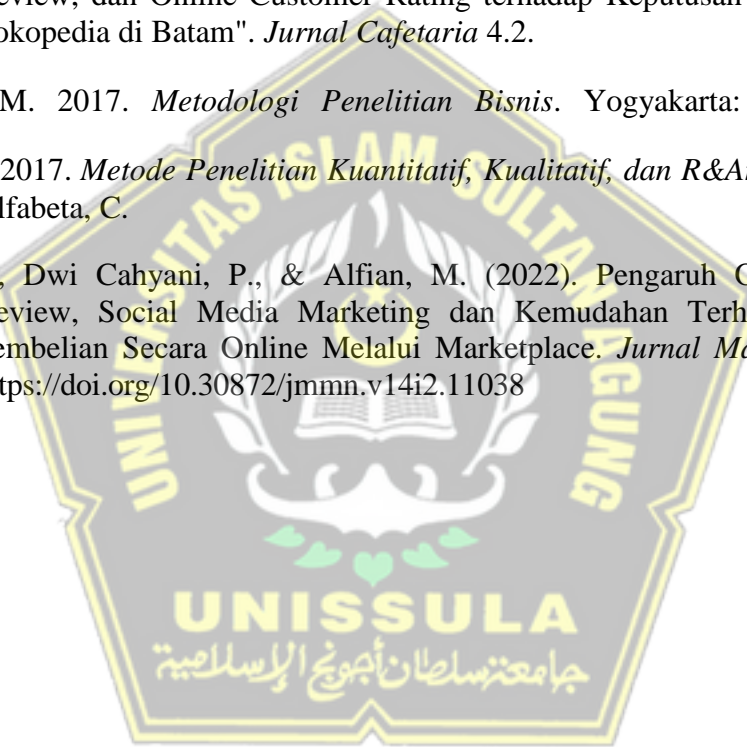 eview, dan Online Customer Rating terhadap Keputusan
okopedia di Batam". Jurnal Cafetaria 4.2.
M. 2017. Metodologi Penelitian Bisnis. Yogyakarta:
2017. Metode Penelitian Kuantitatif, Kualitatif, dan R&A
lfabeta, C.
, Dwi Cahyani, P., & Alfian, M. (2022). Pengaruh
eview, Social Media Marketing dan Kemudahan Terh
embelian Secara Online Melalui Marketplace. Jurnal Ma
tps://doi.org/10.30872/jmmn.v14i2.11038
UNIVERSITAS ISLAM SULTAN AGUNG
UNISSULA
جامعة سلطان أجونج الإسلامية